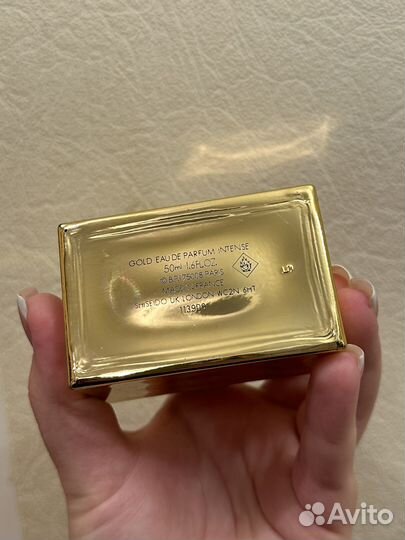 GOLD EAU DE PARFUM INTENSE
50ml 1.6FL.OZ.
BPI 75008 PARIS
MADE IN FRANCE
SHISEIDO UK LONDON WC2N 6HT
Avito